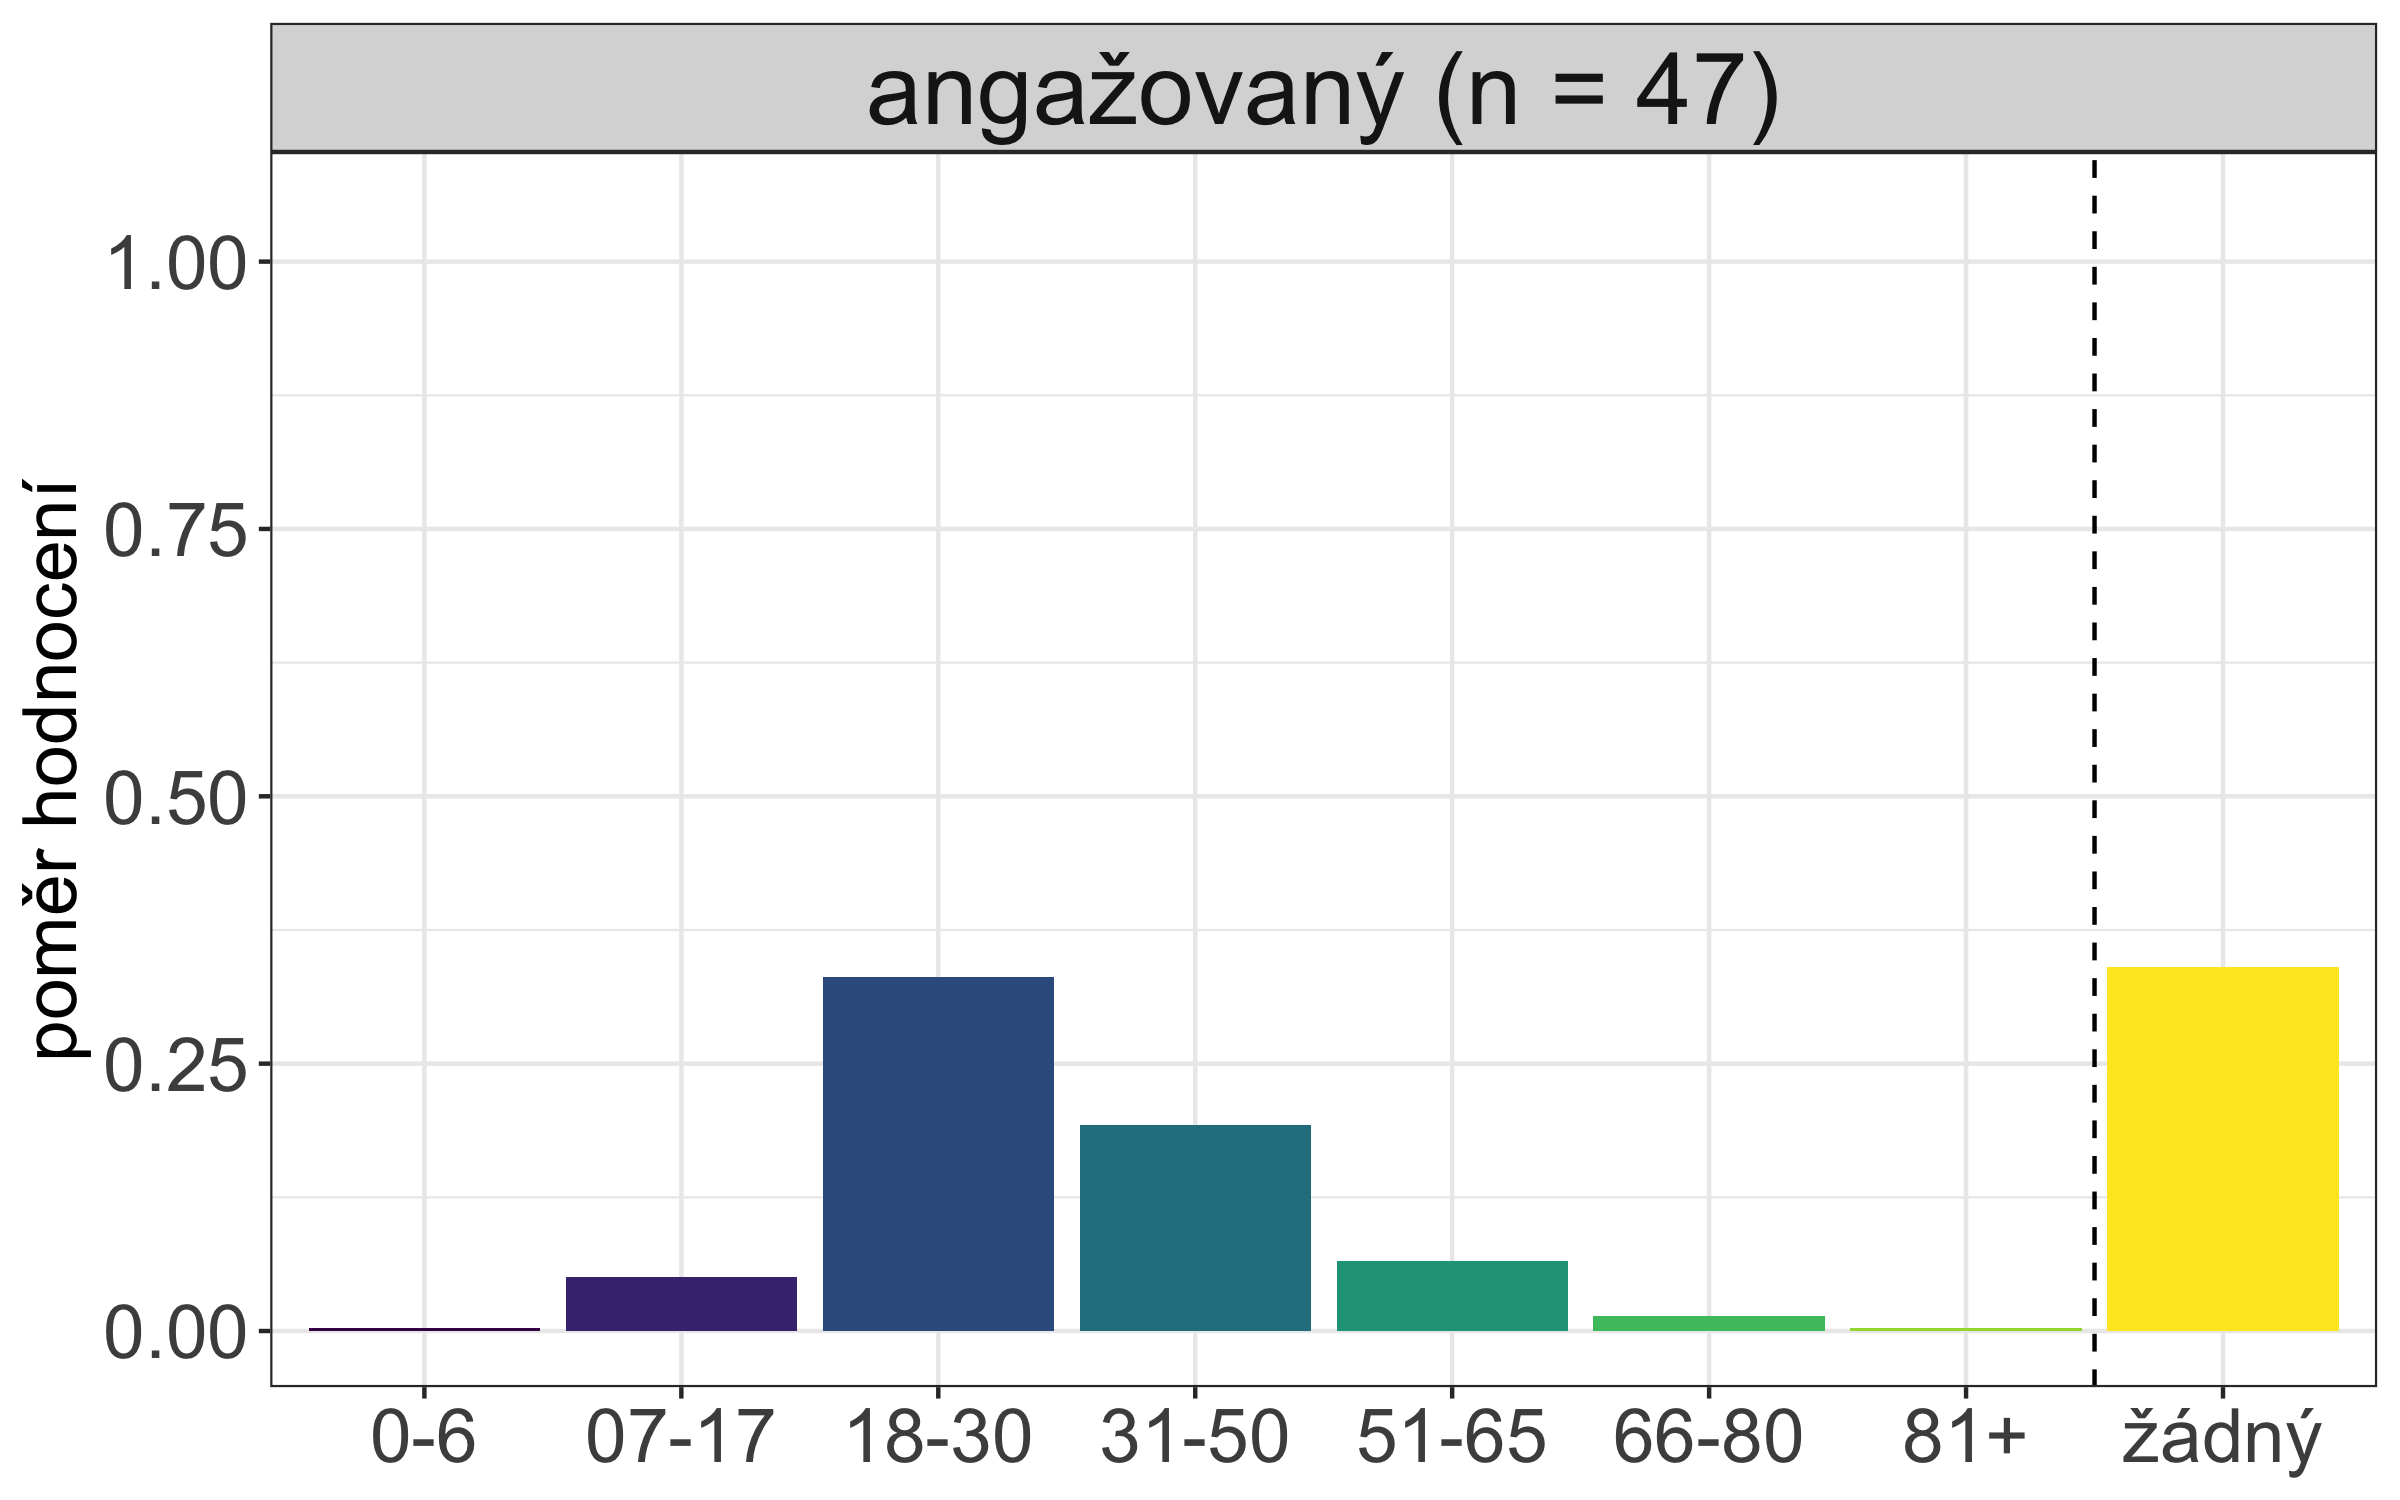 angažovaný (n = 47)
poměr hodnocení
1.00
0.75
0.50
0.25
0.00
0-6 07-17 18-30 31-50 51-65 66-80 81+ žádný